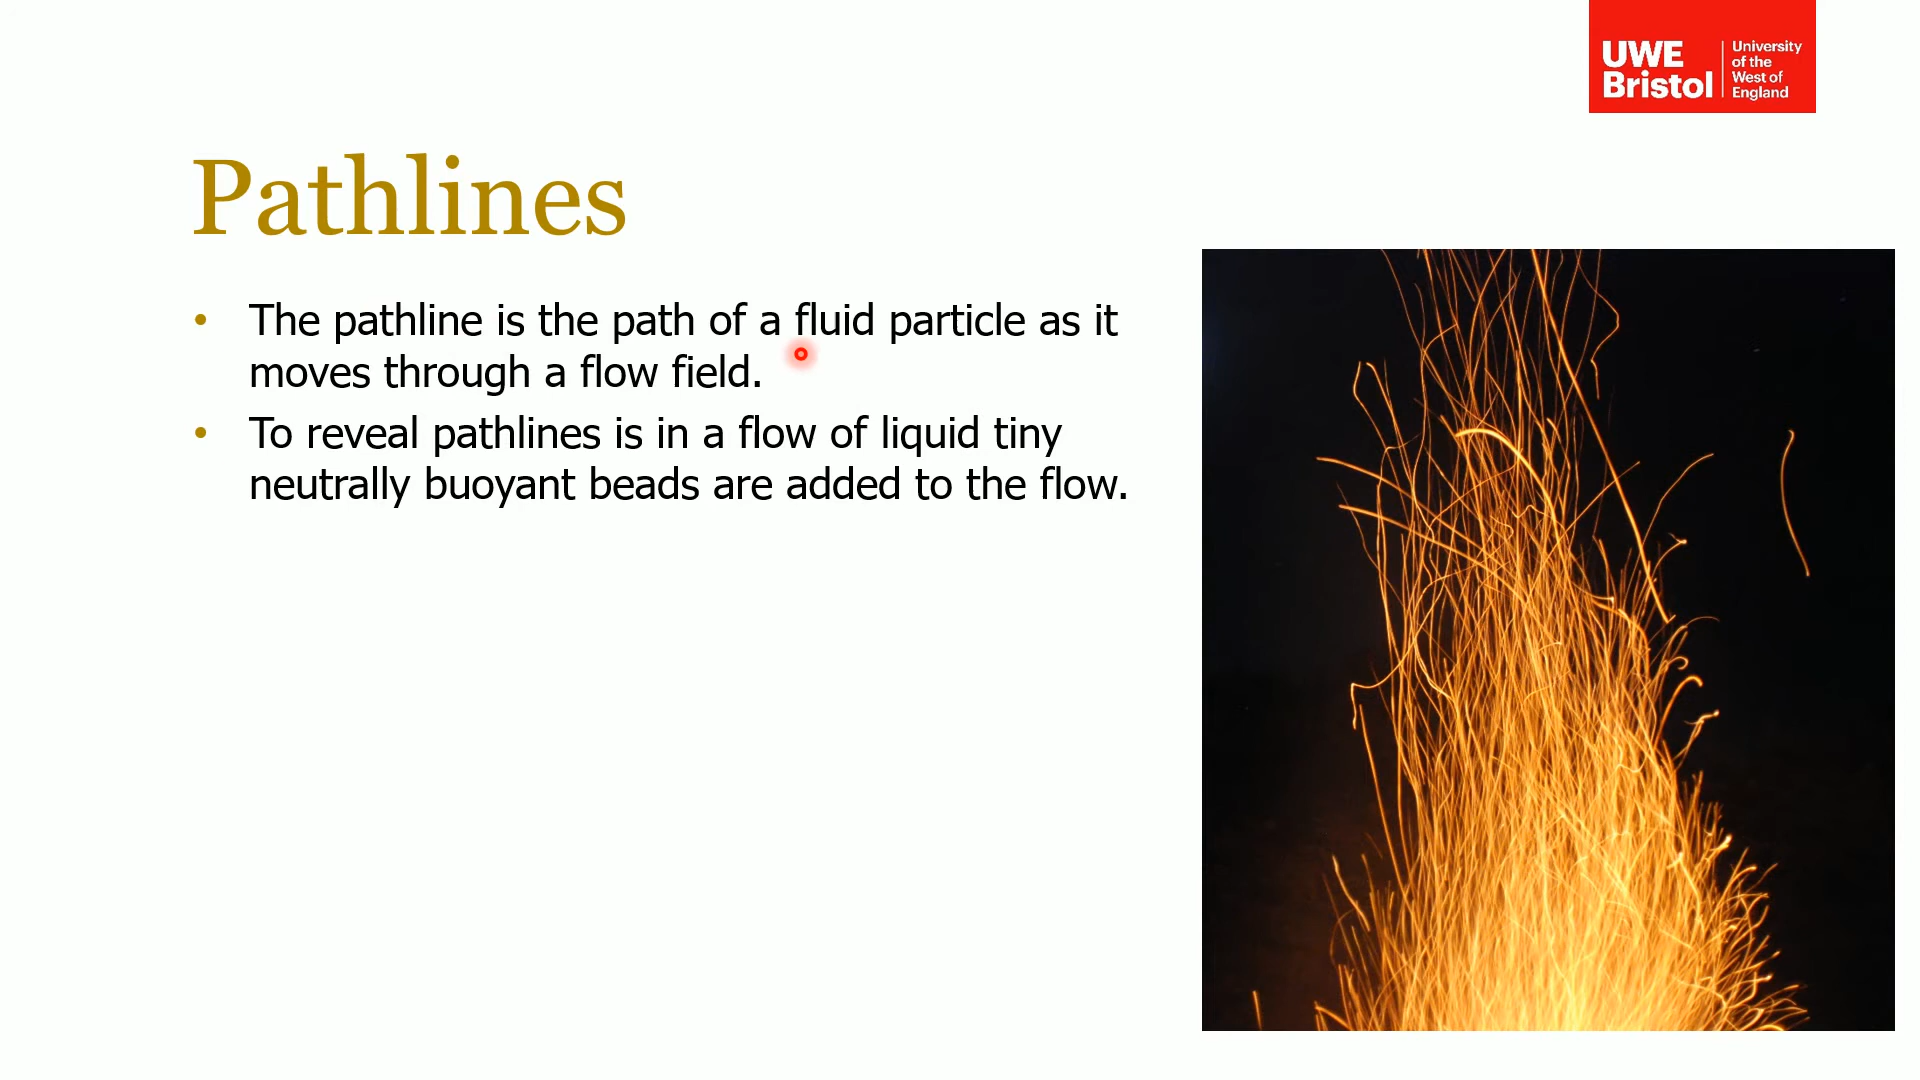 UWE
Bristol
University
of the
West of
England
Pathlines
• The pathline is the path of a fluid particle as it
moves through a flow field.
• To reveal pathlines is in a flow of liquid tiny
neutrally buoyant beads are added to the flow.